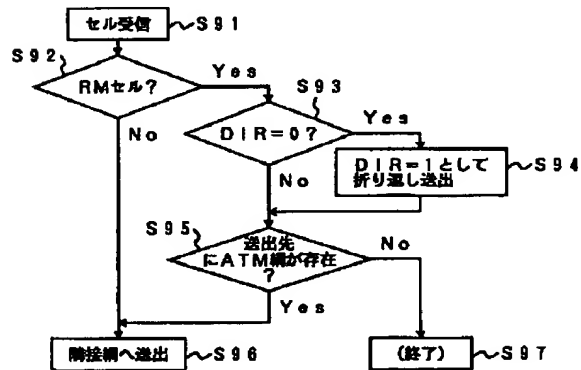 セル受信
S91
S92
RMセル?
Yes
S93
DIR=0?
Yes
No
No
DIR=1として
折り返し送出
S94
S95
送出先
にATM網が存在
?
No
Yes
隣接網へ送出
S96
(終了)
S97